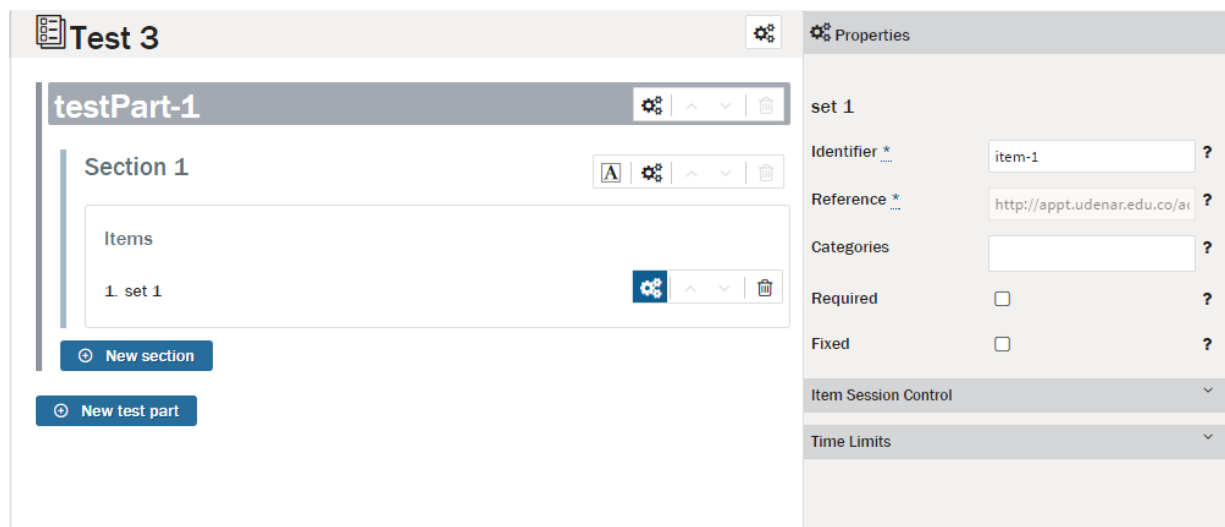 Test 3
testPart-1
Section 1
A
Items
1. set 1
New section
New test part
Properties
set 1
Identifier *
item-1
?
Reference *
http://appt.udenar.edu.co/a
?
Categories
?
Required
?
Fixed
?
Item Session Control
Time Limits